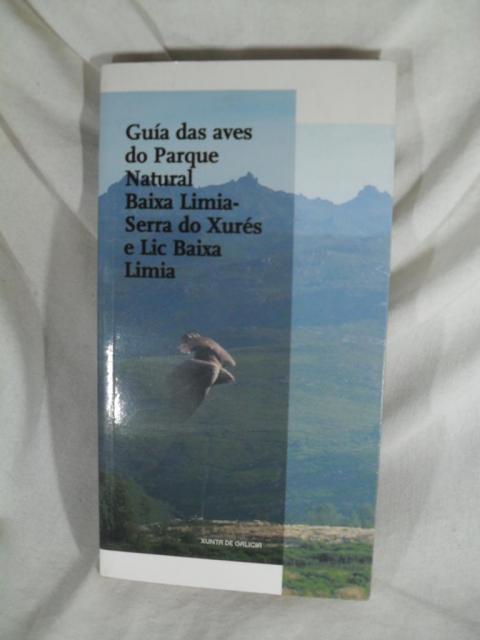 Guía das aves
do Parque
Natural
Baixa Limia-
Serra do Xurés
e Lic Baixa
Limia
XUNTA DE GALICIA